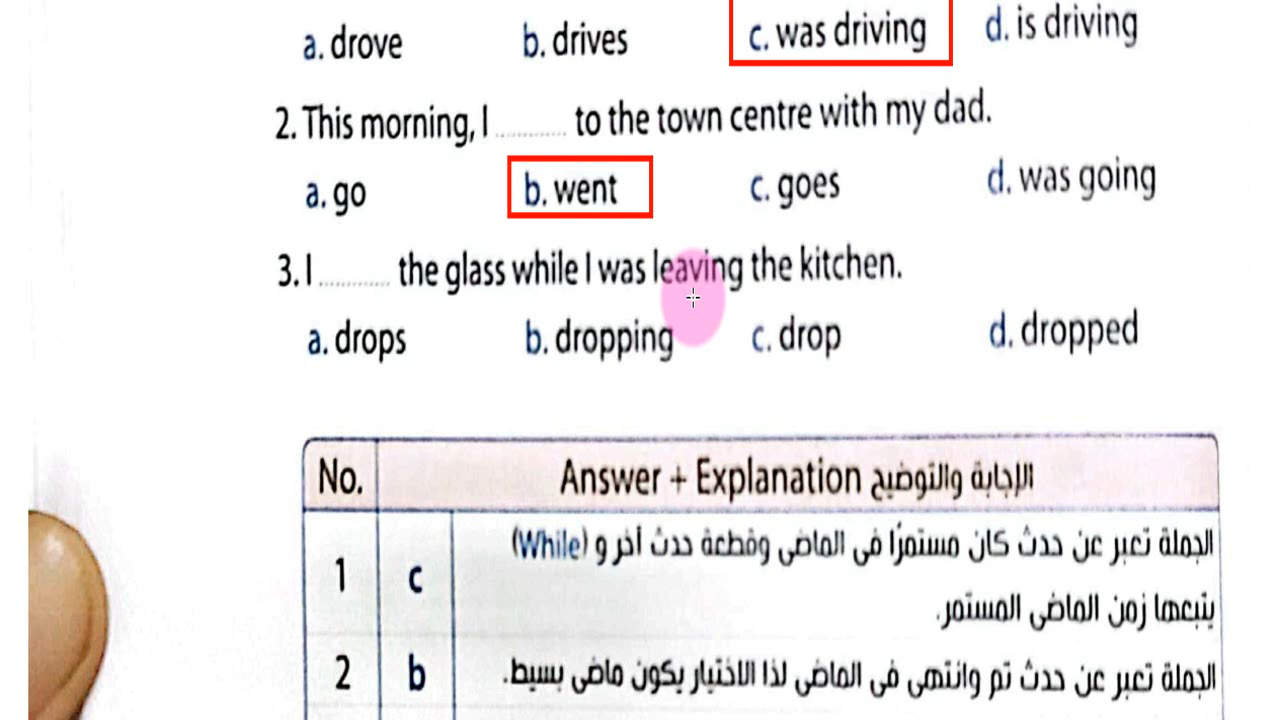 a. drove b. drives c. was driving d. is driving
2. This morning, I ............ to the town centre with my dad.
a. go b. went c. goes d. was going
3. I ............ the glass while I was leaving the kitchen.
a. drops b. dropping c. drop d. dropped
No. Answer + Explanation الإجابة والتوضيح
1 c الجملة تعبر عن حدث كان مستمرًا فى الماضى وقطعة حدث أخر و (While)
يتبعها زمن الماضى المستمر.
2 b الجملة تعبر عن حدث تم وانتهى فى الماضى لذا الاختيار يكون ماضى بسيط.